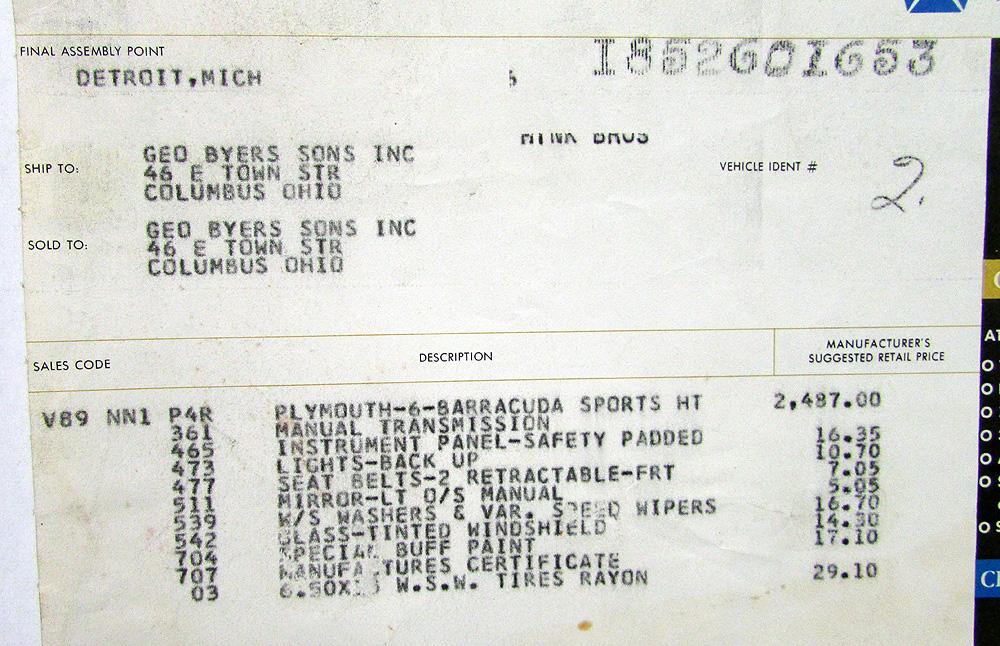 FINAL ASSEMBLY POINT
DETROIT,MICH
5
1852601653
BROS
SHIP TO:
GEO BYERS SONS INC
46 E TOWN STR
COLUMBUS OHIO
VEHICLE IDENT #
2.
SOLD TO:
GEO BYERS SONS INC
46 E TOWN STR
COLUMBUS OHIO
SALES CODE DESCRIPTION MANUFACTURER'S SUGGESTED RETAIL PRICE
V89 NN1 P4R PLYMOUTH-6-BARRACUDA SPORTS HT 2,487.00
361 MANUAL TRANSMISSION
465 INSTRUMENT PANEL-SAFETY PADDED 16.35
473 LIGHTS-BACK UP 10.70
477 SEAT BELTS-2 RETRACTABLE-FRT 7.05
511 MIRROR-LT O/S MANUAL 5.05
539 W/S WASHERS & VAR. SPEED WIPERS 16.70
542 GLASS-TINTED WINDSHIELD 14.30
704 SPECIAL BUFF PAINT 17.10
707 MANUFACTURES CERTIFICATE
03 W.S.W. TIRES RAYON 29.10